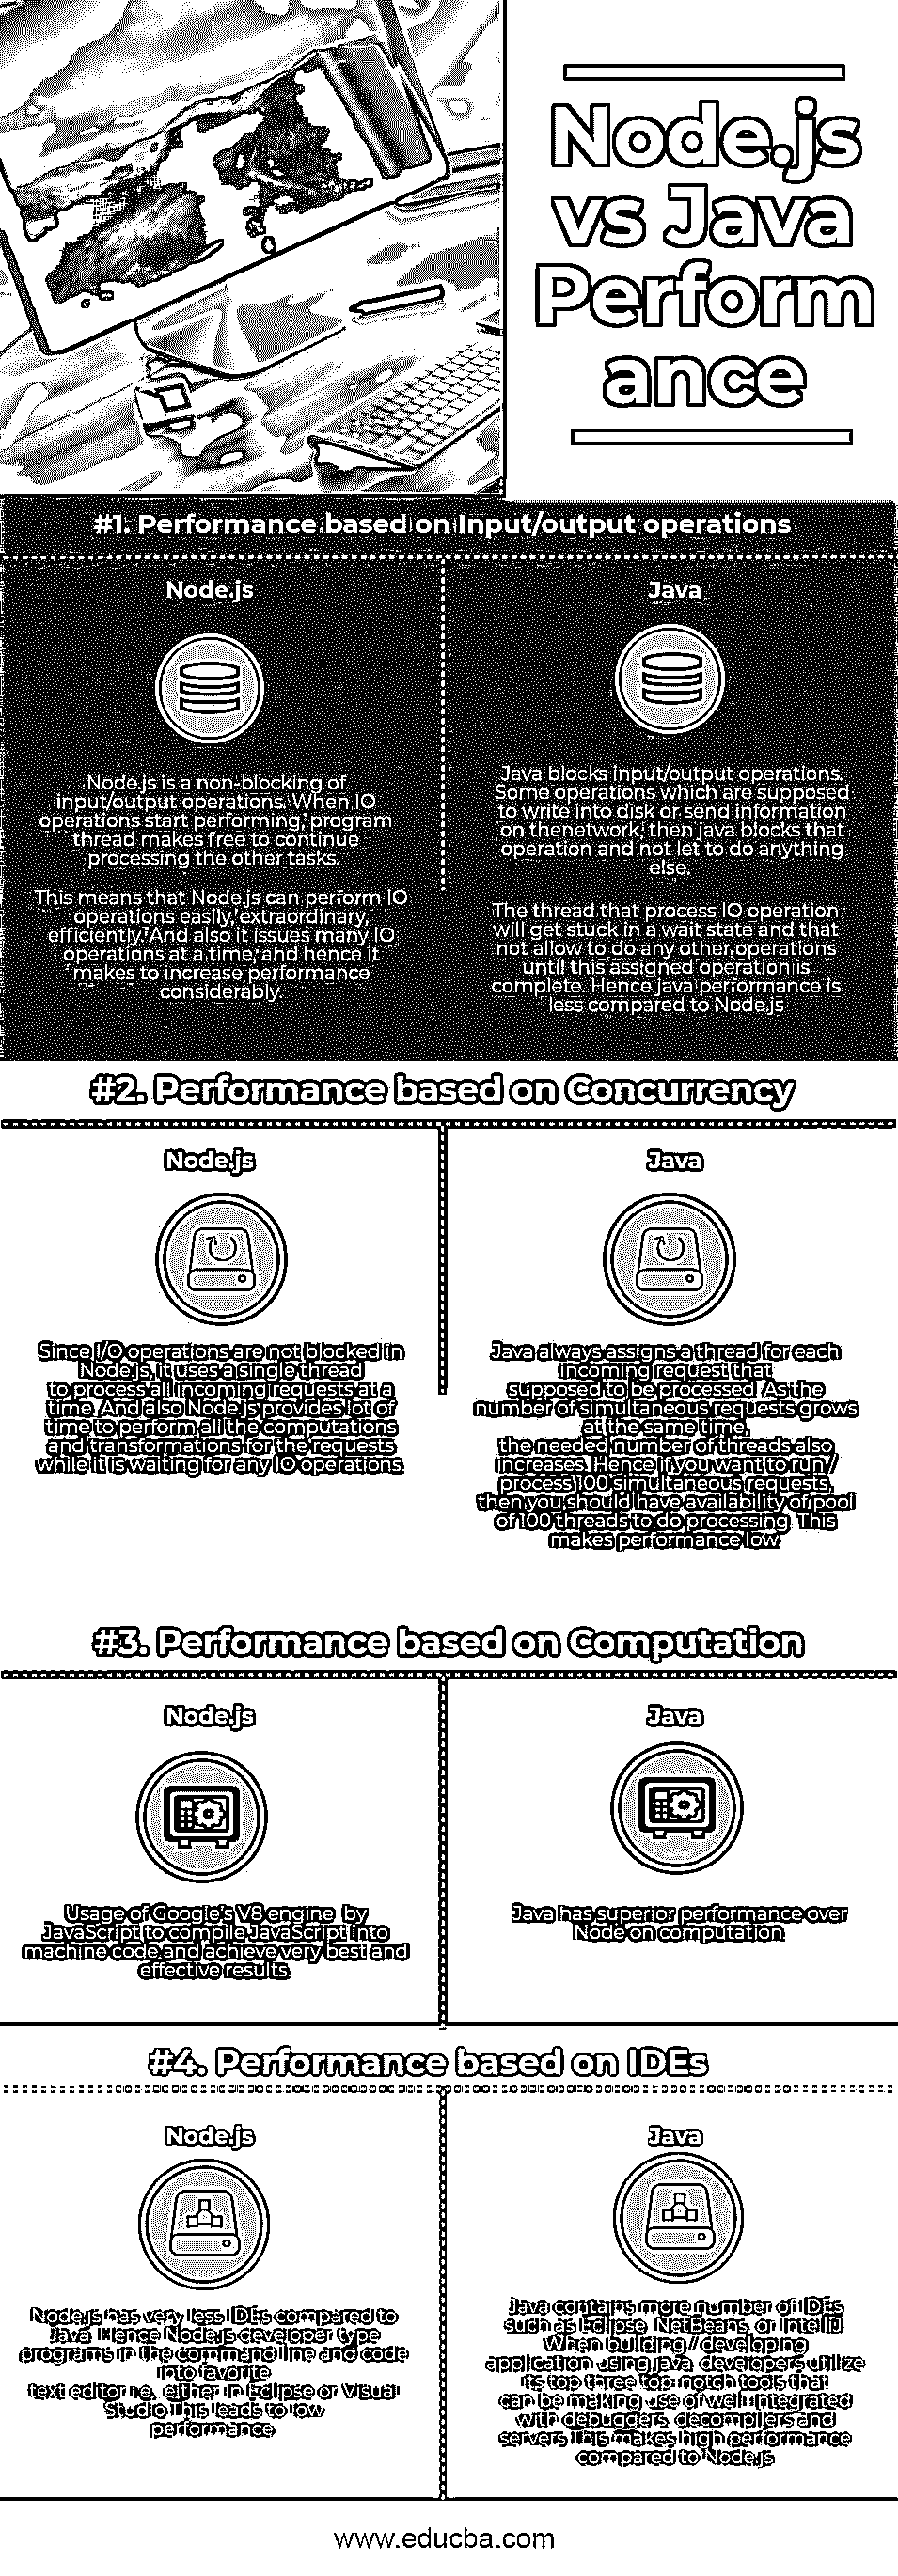 Node.js
vs Java
Perform
ance
#1. Performance based on Input/output operations
Node.js
Node.js is a non-blocking of
input/output operations. When IO
operations start performing, program
thread makes free to continue
processing the other tasks.
This means that Node.js can perform IO
operations easily, extraordinary,
efficiently. And also it issues many IO
operations at a time, and hence it
makes to increase performance
considerably.
Java
Java blocks input/output operations.
Some operations which are supposed
to write into disk or send information
on thenetwork, then java blocks that
operation and not let to do anything
else.
The thread that process IO operation
will get stuck in a wait state and that
not allow to do any other operations
until this assigned operation is
complete. Hence java performance is
less compared to Node.js
#2. Performance based on Concurrency
Node.js
Since I/O operations are not blocked in
Node.js, it uses a single thread
to process all incoming requests at a
time. And also Node.js provides lot of
time to perform all the computations
and transformations for the requests
while it is waiting for any IO operations.
Java
Java always assigns a thread for each
incoming request that
supposed to be processed. As the
number of simultaneous requests grows
at the same time,
the needed number of threads also
increases. Hence if you want to run /
process 100 simultaneous requests,
then you should have availability of pool
of 100 threads to do processing. This
makes performance low.
#3. Performance based on Computation
Node.js
Usage of Google's V8 engine by
JavaScript to compile JavaScript into
machine code and achieve very best and
effective results.
Java
Java has superior performance over
Node on computation.
#4. Performance based on IDEs
Node.js
Node.js has very less IDEs compared to
Java. Hence Node.js developer type
programs in the command line and code
into favorite
text editor i.e. either in Eclipse or Visual
Studio This leads to low
performance.
Java
Java contains more number of IDEs
such as Eclipse, NetBeans, or IntelliJ.
When building / developing
application using java, developers utilize
its top three top-notch tools that
can be making use of well integrated
with debuggers, decompilers and
servers This makes high performance
compared to Node.js
www.educba.com